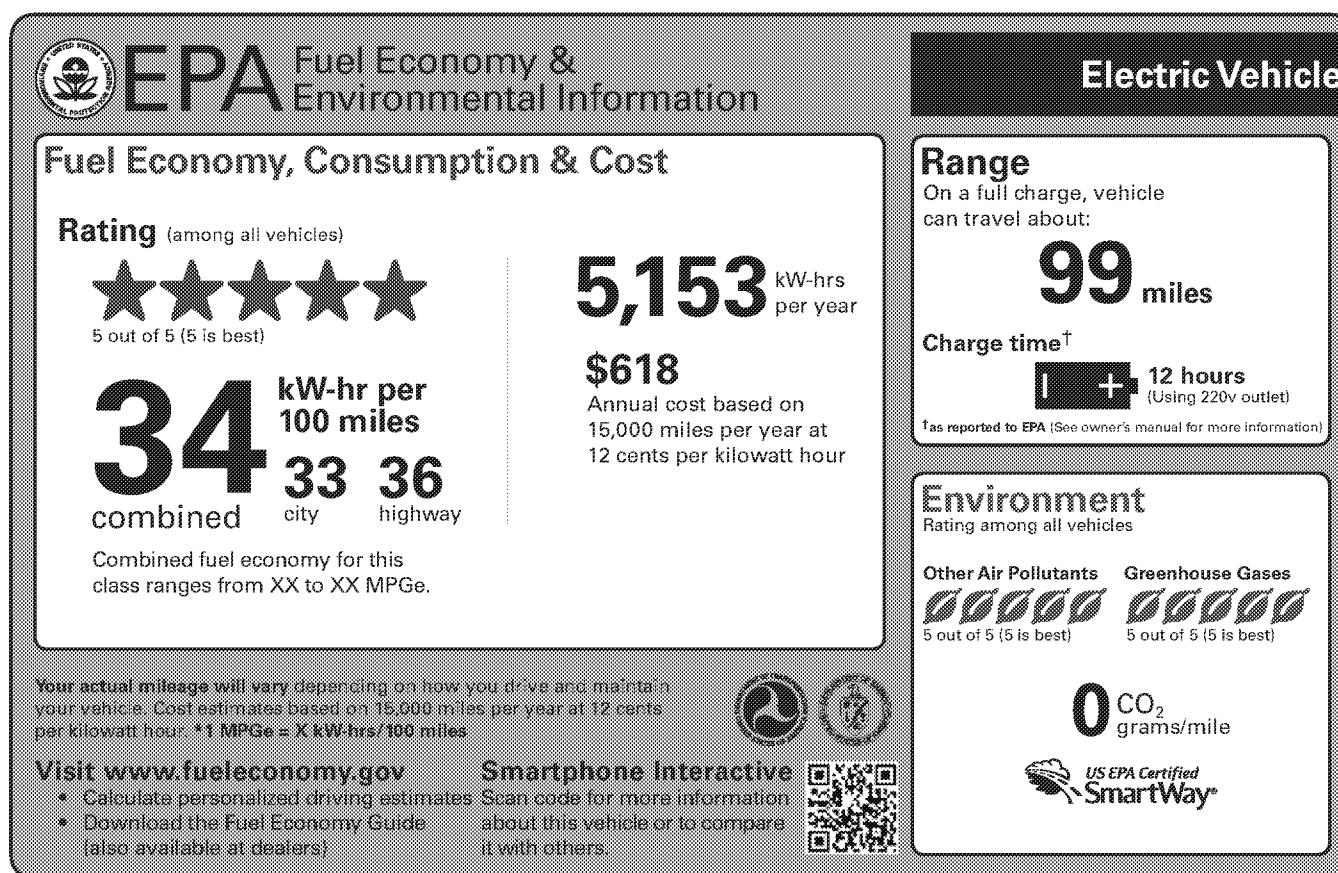 EPA
Fuel Economy &
Environmental Information
Electric Vehicle
Fuel Economy, Consumption & Cost
Rating (among all vehicles)
5 out of 5 (5 is best)
34
combined
kW-hr per
100 miles
33
city
36
highway
Combined fuel economy for this
class ranges from XX to XX MPGe.
5,153 kW-hrs
per year
$618
Annual cost based on
15,000 miles per year at
12 cents per kilowatt hour
Range
On a full charge, vehicle
can travel about:
99 miles
Charge time†
12 hours
(Using 220v outlet)
†as reported to EPA (See owner's manual for more information)
Environment
Rating among all vehicles
Other Air Pollutants
5 out of 5 (5 is best)
Greenhouse Gases
5 out of 5 (5 is best)
0 CO2
grams/mile
US EPA Certified
SmartWay
Your actual mileage will vary depending on how you drive and maintain
your vehicle. Cost estimates based on 15,000 miles per year at 12 cents
per kilowatt hour. *1 MPGe = X kW-hrs/100 miles
Visit www.fueleconomy.gov
• Calculate personalized driving estimates
• Download the Fuel Economy Guide
(also available at dealers)
Smartphone Interactive
Scan code for more information
about this vehicle or to compare
it with others.